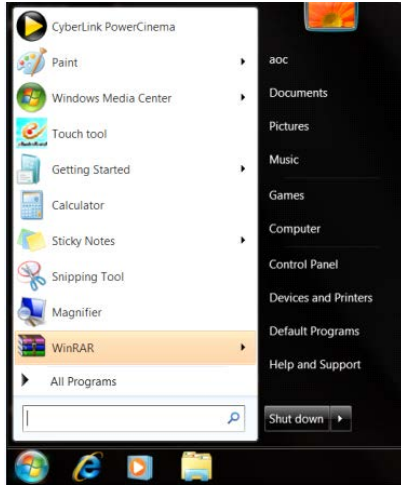 CyberLink PowerCinema
Paint
Windows Media Center
Touch tool
Getting Started
Calculator
Sticky Notes
Snipping Tool
Magnifier
WinRAR
All Programs
aoc
Documents
Pictures
Music
Games
Computer
Control Panel
Devices and Printers
Default Programs
Help and Support
Shut down